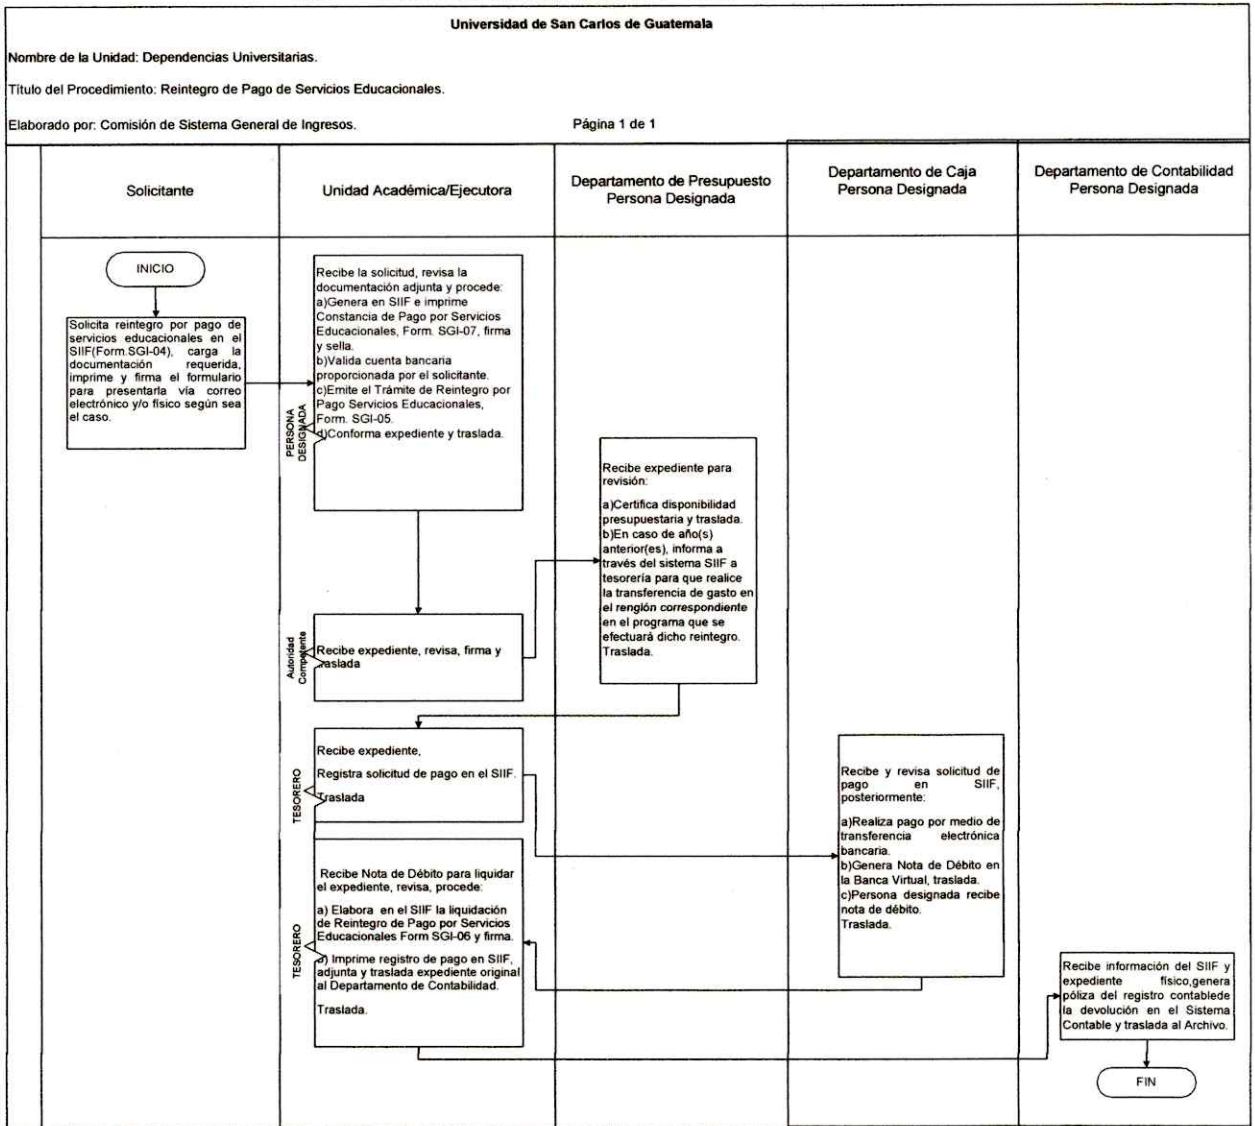 Universidad de San Carlos de Guatemala
Nombre de la Unidad: Dependencias Universitarias.
Título del Procedimiento: Reintegro de Pago de Servicios Educacionales.
Elaborado por: Comisión de Sistema General de Ingresos.
Página 1 de 1
Solicitante
Unidad Académica/Ejecutora
Departamento de Presupuesto
Persona Designada
Departamento de Caja
Persona Designada
Departamento de Contabilidad
Persona Designada
INICIO
Solicita reintegro por pago de
servicios educacionales en el
SIIF(Form.SGI-04), carga la
documentación requerida,
imprime y firma el formulario
para presentarla vía correo
electrónico y/o físico según sea
el caso.
PERSONA
DESIGNADA
Recibe la solicitud, revisa la
documentación adjunta y procede:
a)Genera en SIIF e imprime
Constancia de Pago por Servicios
Educacionales, Form. SGI-07, firma
y sella.
b)Valida cuenta bancaria
proporcionada por el solicitante.
c)Emite el Trámite de Reintegro por
Pago Servicios Educacionales,
Form. SGI-05.
d)Conforma expediente y traslada.
Autoridad
Competente
Recibe expediente, revisa, firma y
traslada
Recibe expediente para
revisión:
a)Certifica disponibilidad
presupuestaria y traslada.
b)En caso de año(s)
anterior(es), informa a
través del sistema SIIF a
tesorería para que realice
la transferencia de gasto en
el renglón correspondiente
en el programa que se
efectuará dicho reintegro.
Traslada.
TESORERO
Recibe expediente,
Registra solicitud de pago en el SIIF.
Traslada
Recibe y revisa solicitud de
pago en SIIF,
posteriormente:
a)Realiza pago por medio de
transferencia electrónica
bancaria.
b)Genera Nota de Débito en
la Banca Virtual, traslada.
c)Persona designada recibe
nota de débito.
Traslada.
TESORERO
Recibe Nota de Débito para liquidar
el expediente, revisa, procede:
a) Elabora en el SIIF la liquidación
de Reintegro de Pago por Servicios
Educacionales Form SGI-06 y firma.
b) Imprime registro de pago en SIIF,
adjunta y traslada expediente original
al Departamento de Contabilidad.
Traslada.
Recibe información del SIIF y
expediente físico,genera
póliza del registro contablede
la devolución en el Sistema
Contable y traslada al Archivo.
FIN